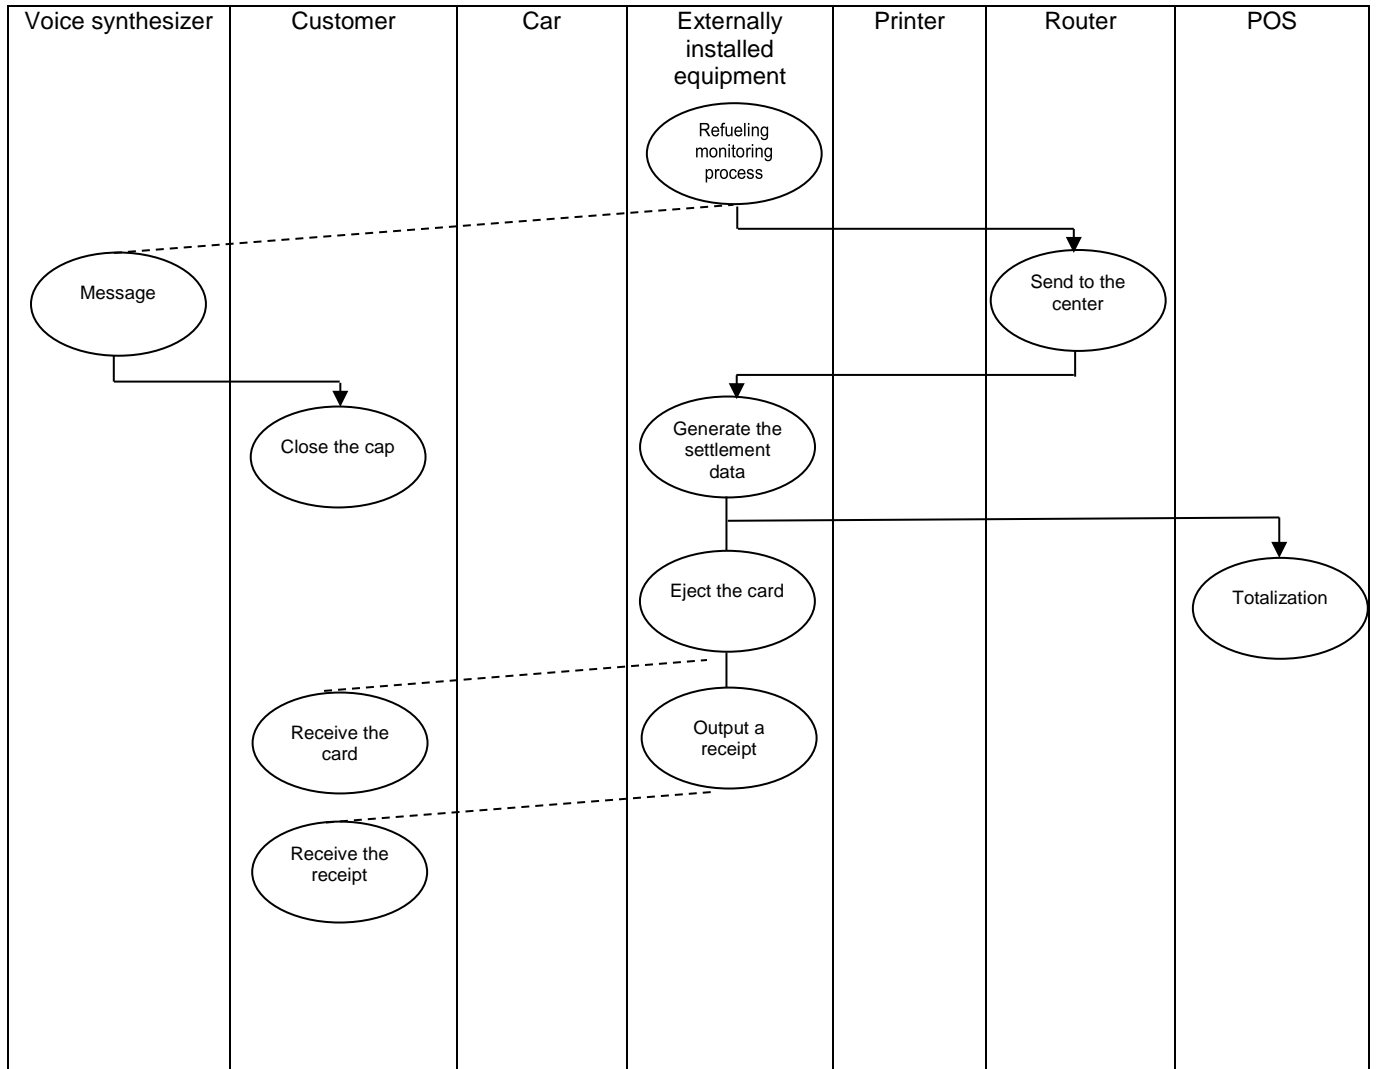 Voice synthesizer
Customer
Car
Externally
installed
equipment
Printer
Router
POS
Refueling
monitoring
process
Message
Send to the
center
Close the cap
Generate the
settlement
data
Eject the card
Totalization
Receive the
card
Output a
receipt
Receive the
receipt